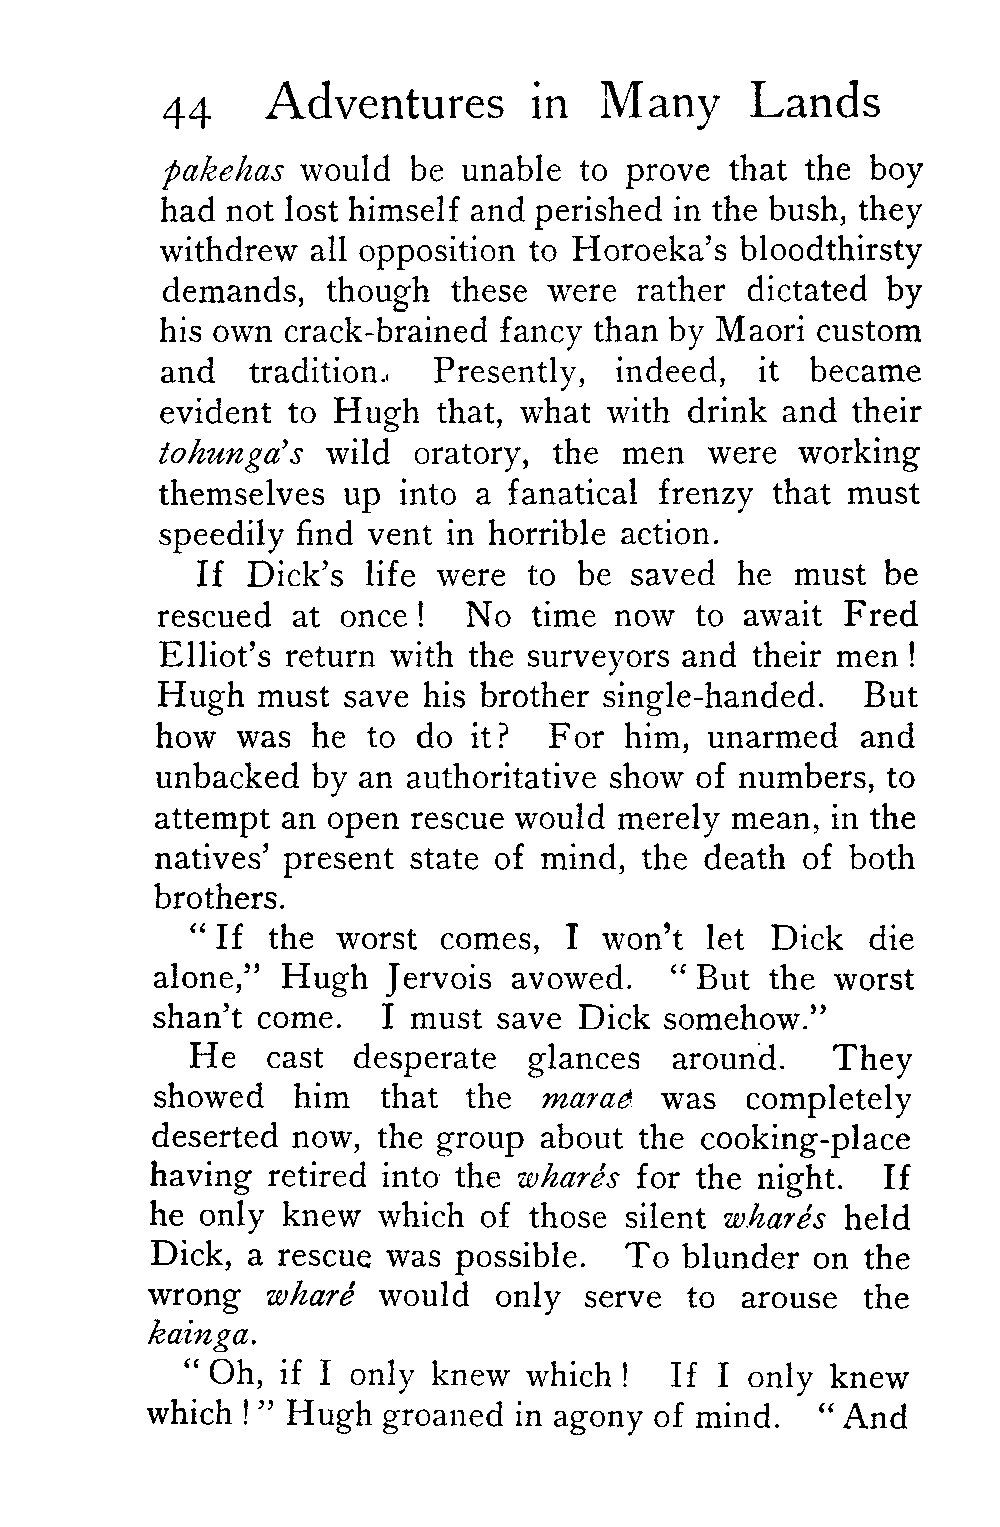 44 Adventures in Many Lands
pakehas would be unable to prove that the boy
had not lost himself and perished in the bush, they
withdrew all opposition to Horoeka's bloodthirsty
demands, though these were rather dictated by
his own crack-brained fancy than by Maori custom
and tradition. Presently, indeed, it became
evident to Hugh that, what with drink and their
tohunga's wild oratory, the men were working
themselves up into a fanatical frenzy that must
speedily find vent in horrible action.
If Dick's life were to be saved he must be
rescued at once! No time now to await Fred
Elliot's return with the surveyors and their men!
Hugh must save his brother single-handed. But
how was he to do it? For him, unarmed and
unbacked by an authoritative show of numbers, to
attempt an open rescue would merely mean, in the
natives' present state of mind, the death of both
brothers.
"If the worst comes, I won't let Dick die
alone," Hugh Jervois avowed. "But the worst
shan't come. I must save Dick somehow."
He cast desperate glances around. They
showed him that the maraé was completely
deserted now, the group about the cooking-place
having retired into the wharés for the night. If
he only knew which of those silent wharés held
Dick, a rescue was possible. To blunder on the
wrong wharé would only serve to arouse the
kainga.
"Oh, if I only knew which! If I only knew
which!" Hugh groaned in agony of mind. "And